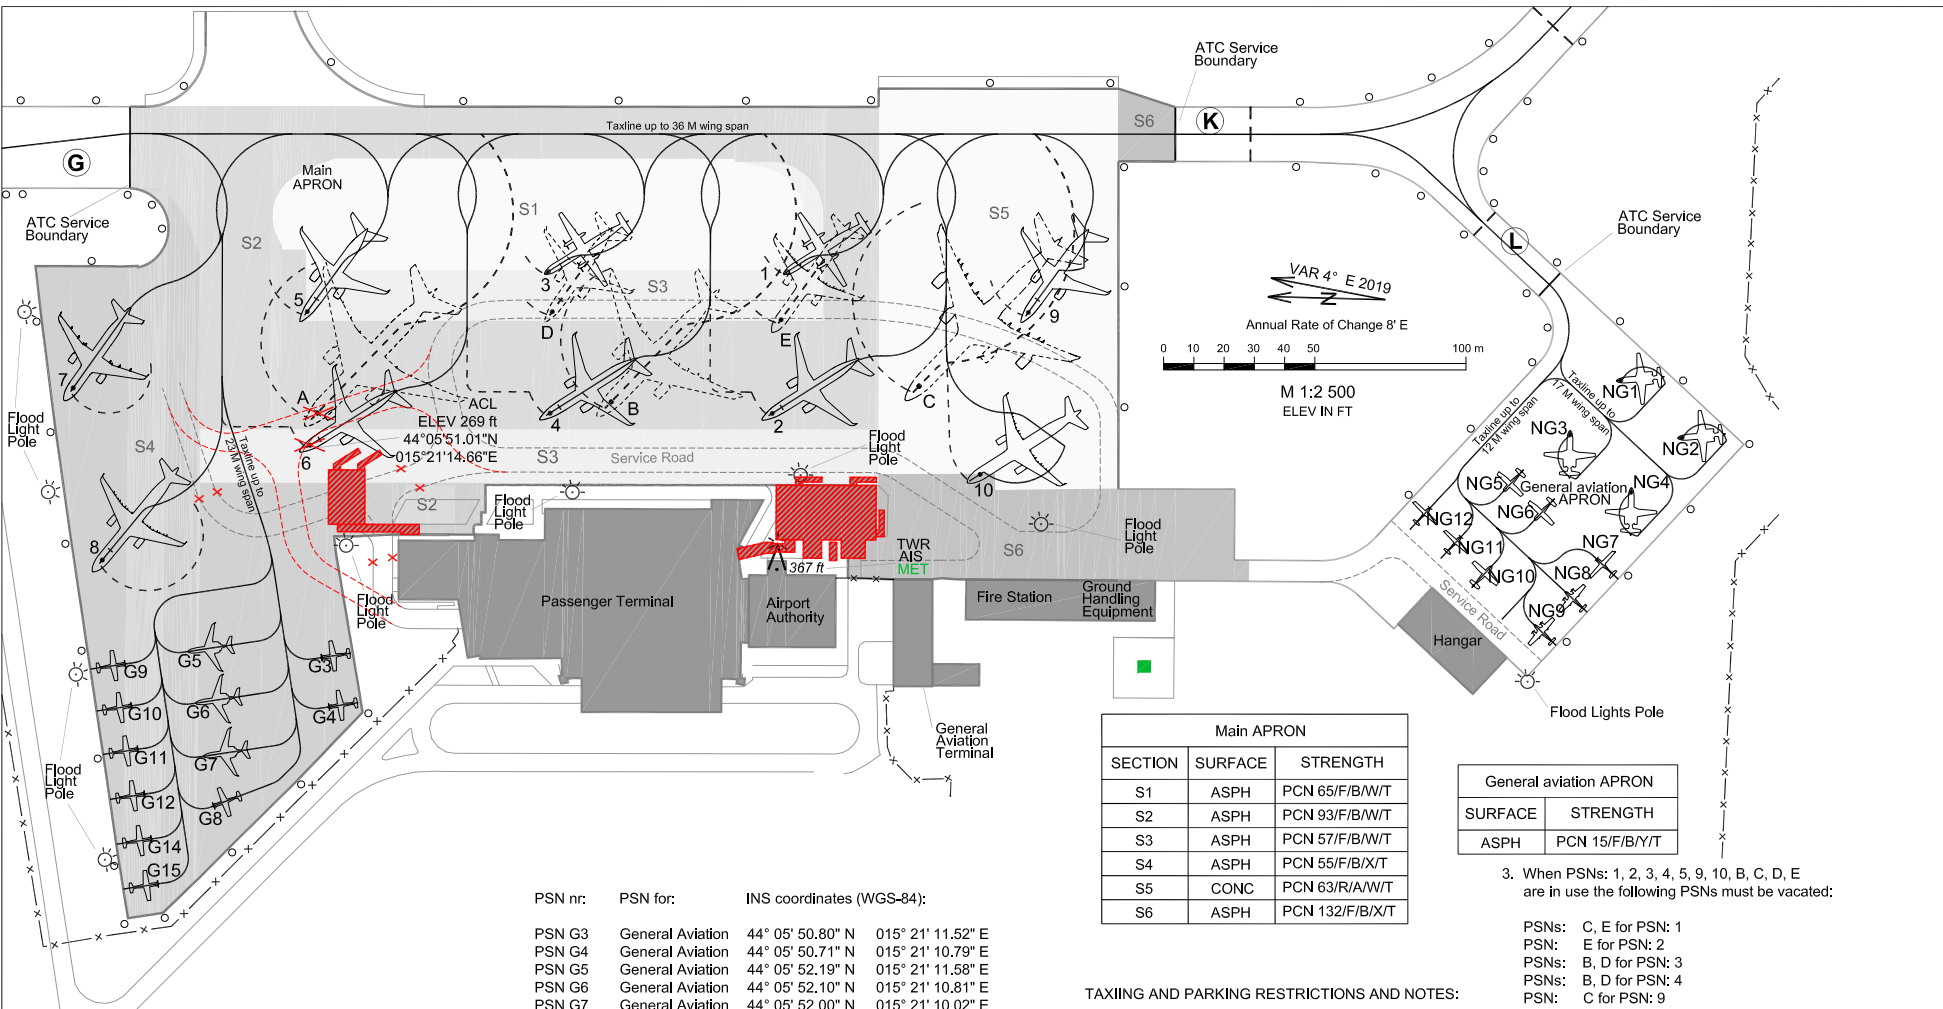 ATC Service
Boundary
K
S6
Taxline up to 36 M wing span
G
Main
APRON
S1
S2
S5
ATC Service
Boundary
ATC Service
Boundary
L
VAR 4° E 2019
N
Annual Rate of Change 8' E
0 10 20 30 40 50 100 m
M 1:2 500
ELEV IN FT
5
3
D
S3
1
E
9
7
A
6
4
B
2
C
10
8
ACL
ELEV 269 ft
44°05'51.01"N
015°21'14.66"E
Flood
Light
Pole
S4
Taxline up to
23 M wing span
S3
Service Road
S2
Flood
Light
Pole
Flood
Light
Pole
Flood
Light
Pole
Flood
Light
Pole
TWR
AIS
MET
367 ft
S6
Passenger Terminal
Airport
Authority
Fire Station
Ground
Handling
Equipment
General
Aviation
Terminal
Flood
Light
Pole
G3
G4
G5
G6
G7
G8
G9
G10
G11
G12
G14
G15
Taxline up to
17 M wing span
Taxline up to
12 M wing span
NG1
NG2
NG3
NG4
NG5
NG6
NG7
NG8
NG9
NG10
NG11
NG12
General aviation
APRON
Service Road
Hangar
Flood Lights Pole
Main APRON
SECTION SURFACE STRENGTH
S1 ASPH PCN 65/F/B/W/T
S2 ASPH PCN 93/F/B/W/T
S3 ASPH PCN 57/F/B/W/T
S4 ASPH PCN 55/F/B/X/T
S5 CONC PCN 63/R/A/W/T
S6 ASPH PCN 132/F/B/X/T
General aviation APRON
SURFACE STRENGTH
ASPH PCN 15/F/B/Y/T
3. When PSNs: 1, 2, 3, 4, 5, 9, 10, B, C, D, E
are in use the following PSNs must be vacated:
PSNs: C, E for PSN: 1
PSN: E for PSN: 2
PSNs: B, D for PSN: 3
PSNs: B, D for PSN: 4
PSN: C for PSN: 9
PSN nr: PSN for: INS coordinates (WGS-84):
PSN G3 General Aviation 44° 05' 50.80" N 015° 21' 11.52" E
PSN G4 General Aviation 44° 05' 50.71" N 015° 21' 10.79" E
PSN G5 General Aviation 44° 05' 52.19" N 015° 21' 11.58" E
PSN G6 General Aviation 44° 05' 52.10" N 015° 21' 10.81" E
PSN G7 General Aviation 44° 05' 52.00" N 015° 21' 10.02" E
TAXIING AND PARKING RESTRICTIONS AND NOTES: